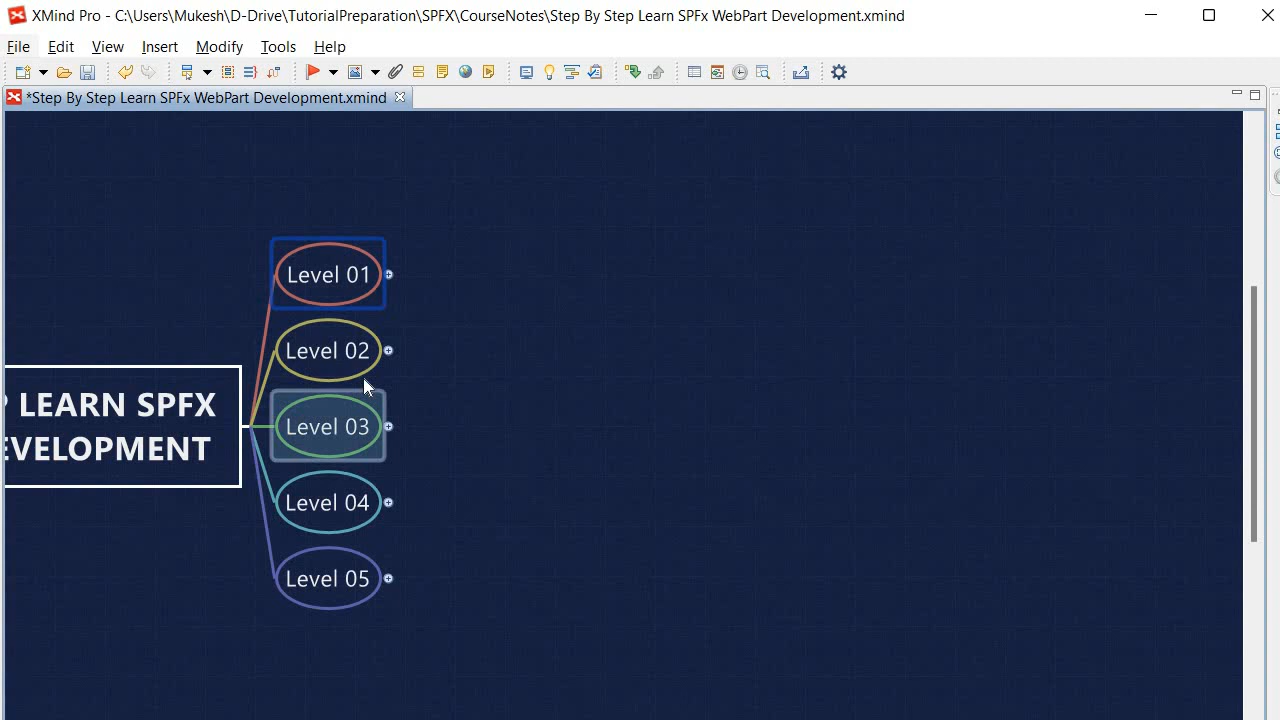 XMind Pro - C:\Users\Mukesh\D-Drive\TutorialPreparation\SPFX\CourseNotes\Step By Step Learn SPFx WebPart Development.xmind
File Edit View Insert Modify Tools Help
*Step By Step Learn SPFx WebPart Development.xmind
Level 01
Level 02
LEARN SPFX
Level 03
EVELOPMENT
Level 04
Level 05